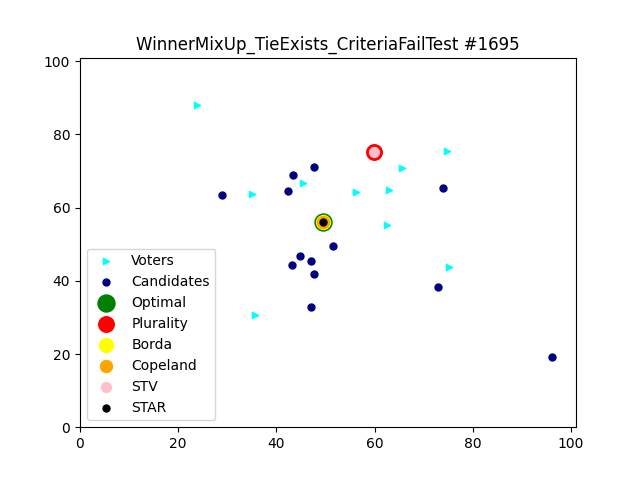 WinnerMixUp_TieExists_CriteriaFailTest #1695
100
80
60
40
20
0
Voters
Candidates
Optimal
Plurality
Borda
Copeland
STV
STAR
0 20 40 60 80 100